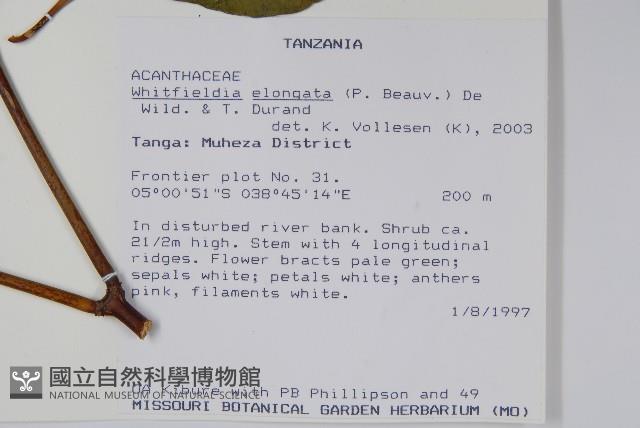 TANZANIA
ACANTHACEAE
Whitfieldia elongata (P. Beauv.) De
Wild. & T. Durand
det. K. Vollesen (K), 2003
Tanga: Muheza District
Frontier plot No. 31.
05°00'51"S 038°45'14"E 200 m
In disturbed river bank. Shrub ca.
21/2m high. Stem with 4 longitudinal
ridges. Flower bracts pale green;
sepals white; petals white; anthers
pink, filaments white.
1/8/1997
國立自然科學博物館
NATIONAL MUSEUM OF NATURAL SCIENCE
Kibure with PB Phillipson and 49
MISSOURI BOTANICAL GARDEN HERBARIUM (MO)